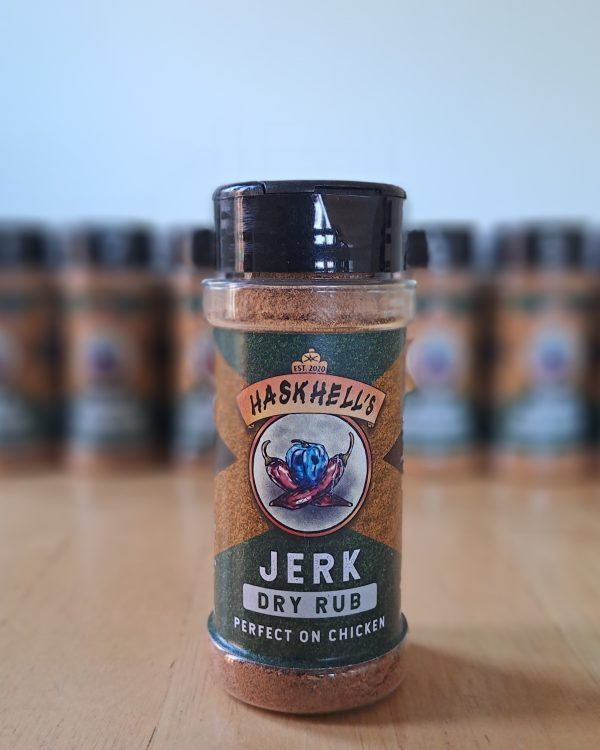 EST. 2020
HASKHELL'S
JERK
DRY RUB
PERFECT ON CHICKEN